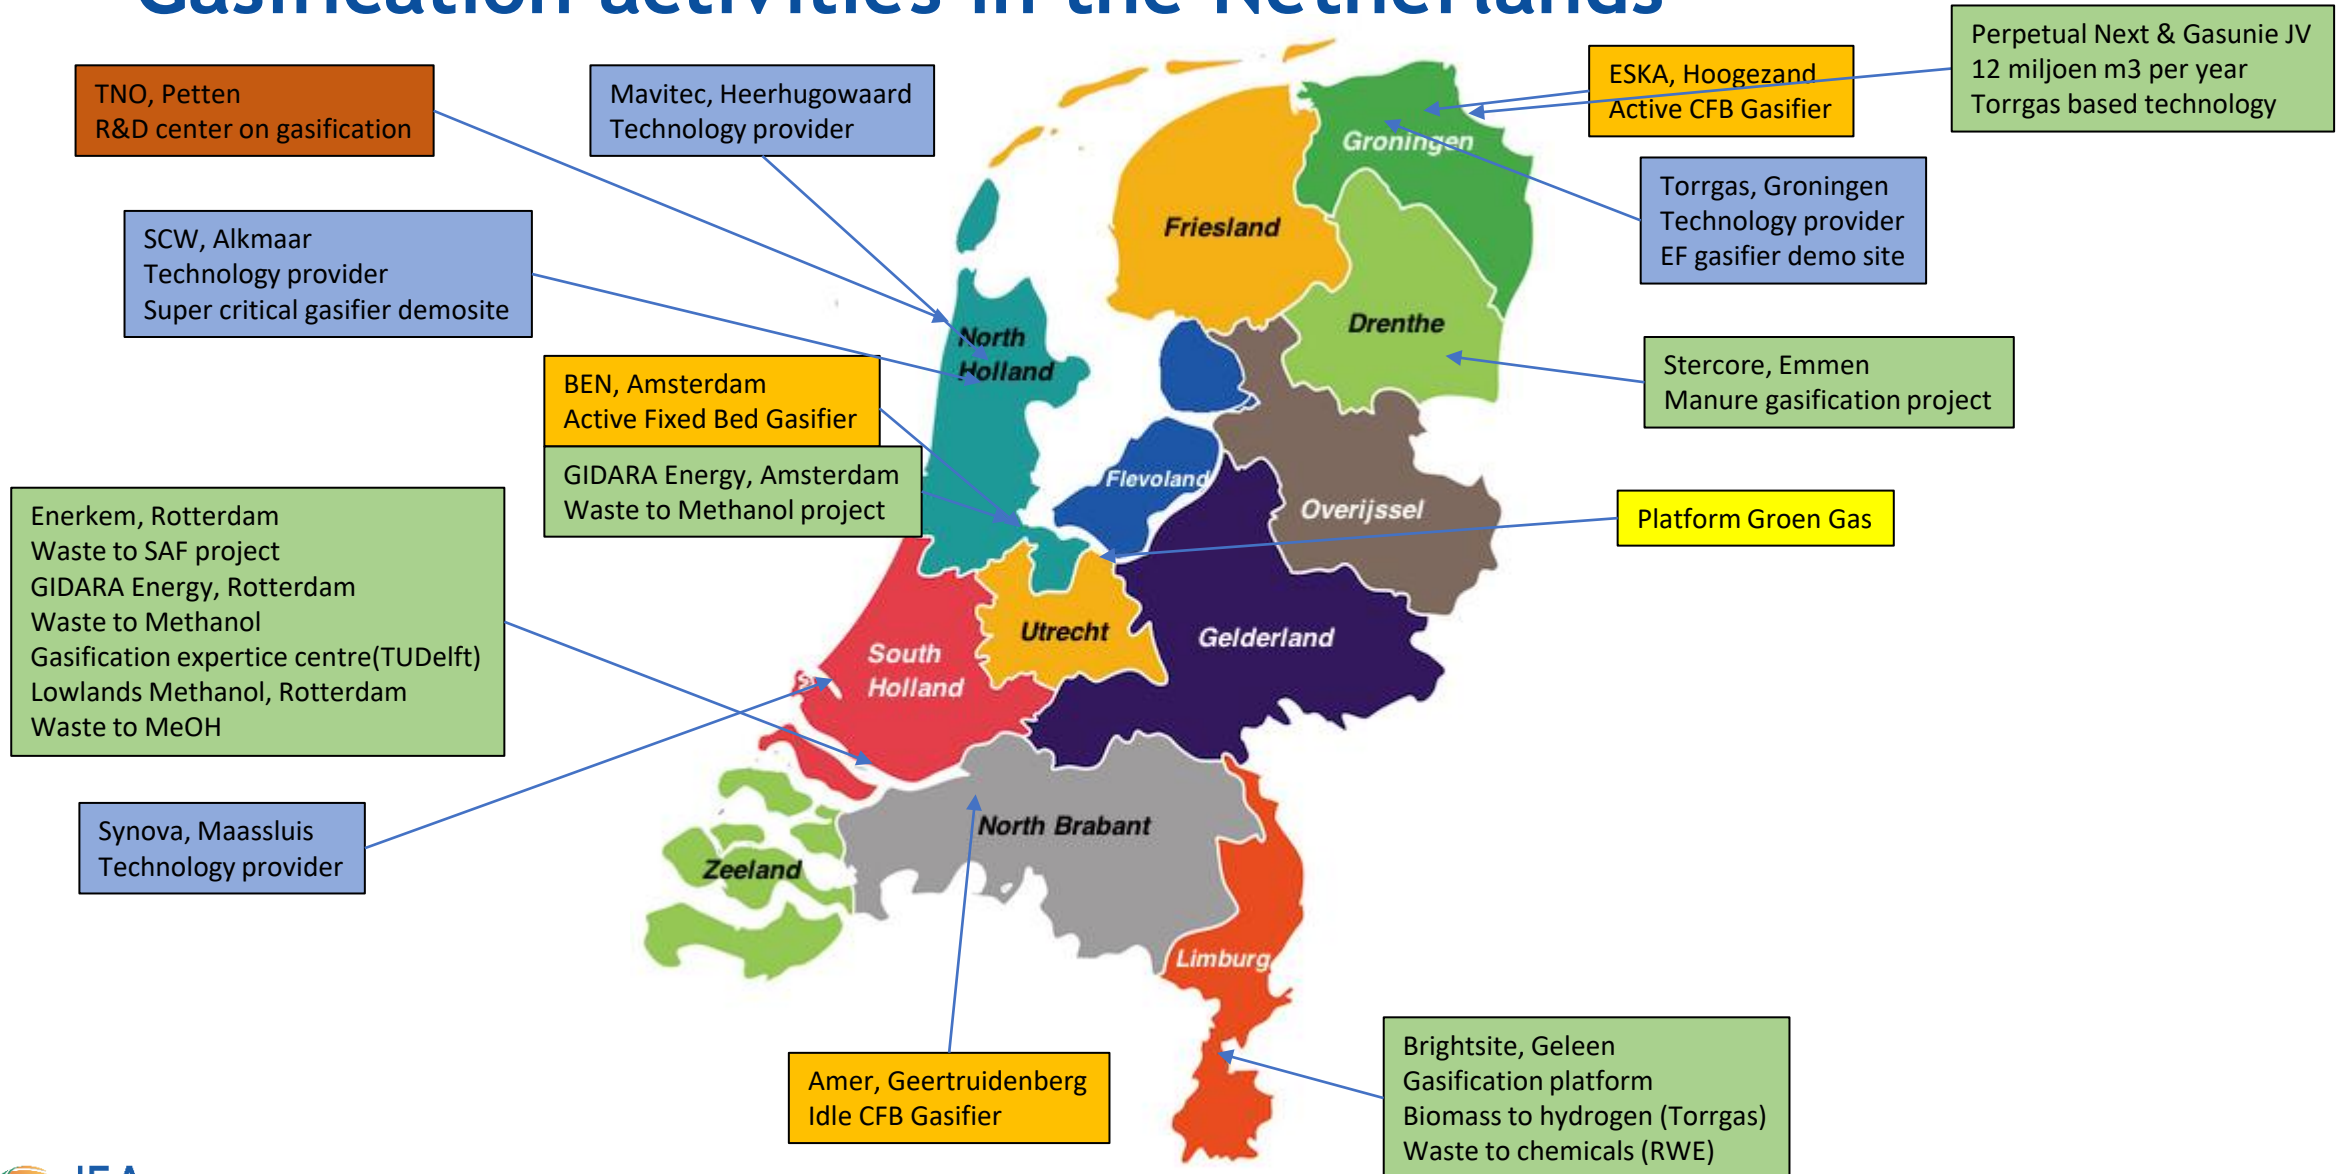 Gasification activities in the Netherlands
Perpetual Next & Gasunie JV
12 miljoen m3 per year
Torrgas based technology
TNO, Petten
R&D center on gasification
Mavitec, Heerhugowaard
Technology provider
ESKA, Hoogezand
Active CFB Gasifier
Groningen
Torrgas, Groningen
Technology provider
EF gasifier demo site
SCW, Alkmaar
Technology provider
Super critical gasifier demosite
Friesland
Drenthe
North
Holland
Stercore, Emmen
Manure gasification project
BEN, Amsterdam
Active Fixed Bed Gasifier
GIDARA Energy, Amsterdam
Waste to Methanol project
Flevoland
Overijssel
Platform Groen Gas
Enerkem, Rotterdam
Waste to SAF project
GIDARA Energy, Rotterdam
Waste to Methanol
Gasification expertice centre(TUDelft)
Lowlands Methanol, Rotterdam
Waste to MeOH
Utrecht
Gelderland
South
Holland
Synova, Maassluis
Technology provider
North Brabant
Zeeland
Limburg
Amer, Geertruidenberg
Idle CFB Gasifier
Brightsite, Geleen
Gasification platform
Biomass to hydrogen (Torrgas)
Waste to chemicals (RWE)
IEA